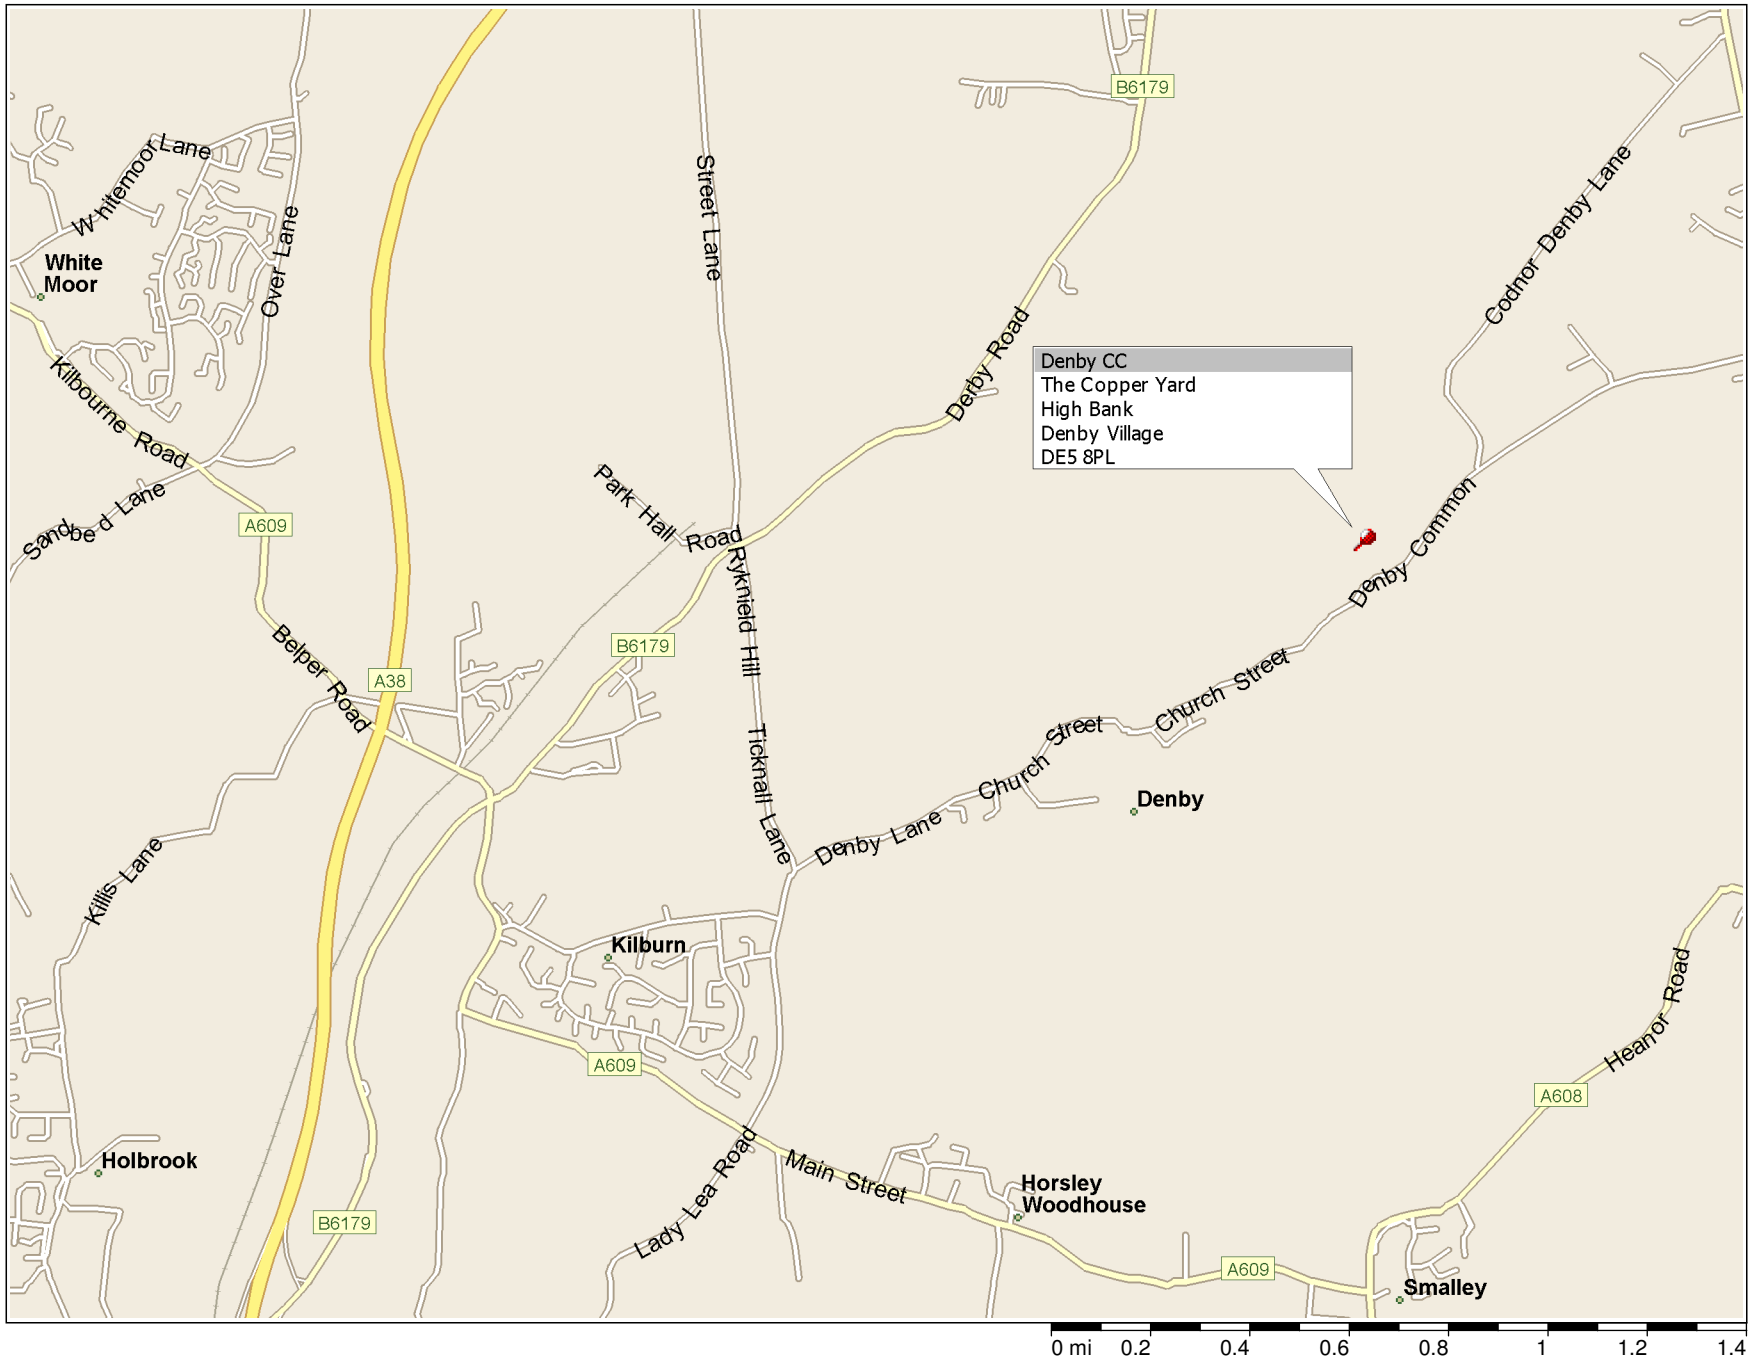 B6179
Whitemoor Lane
Street Lane
Over Lane
Codnor Denby Lane
White
Moor
Kilbourne Road
Derby Road
Denby CC
The Copper Yard
High Bank
Denby Village
DE5 8PL
Sandbed Lane
A609
Park Hall Road
Denby Common
Ryknield Hill
B6179
Belper Road
A38
Church Street
Church Street
Ticknall Lane
Denby
Denby Lane
Killis Lane
Kilburn
Heanor Road
A609
A608
Holbrook
Main Street
Lady Lea Road
Horsley
Woodhouse
B6179
A609
Smalley
0 mi 0.2 0.4 0.6 0.8 1 1.2 1.4